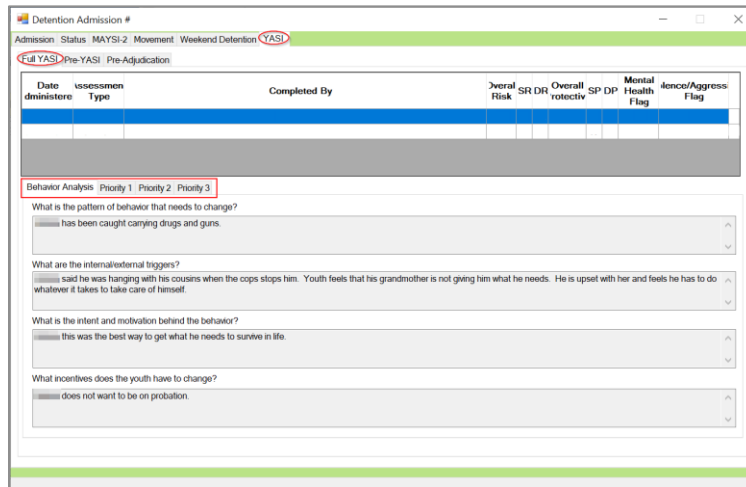 Detention Admission #
Admission Status MAYSI-2 Movement Weekend Detention YASI
Full YASI Pre-YASI Pre-Adjudication
Date dministere
ssessmen Type
Completed By
Overal Risk
SR DR
Overall rotectiv
SP DP
Mental Health Flag
lence/Aggress Flag
Behavior Analysis Priority 1 Priority 2 Priority 3
What is the pattern of behavior that needs to change?
has been caught carrying drugs and guns.
What are the internal/external triggers?
said he was hanging with his cousins when the cops stops him. Youth feels that his grandmother is not giving him what he needs. He is upset with her and feels he has to do
whatever it takes to take care of himself.
What is the intent and motivation behind the behavior?
this was the best way to get what he needs to survive in life.
What incentives does the youth have to change?
does not want to be on probation.